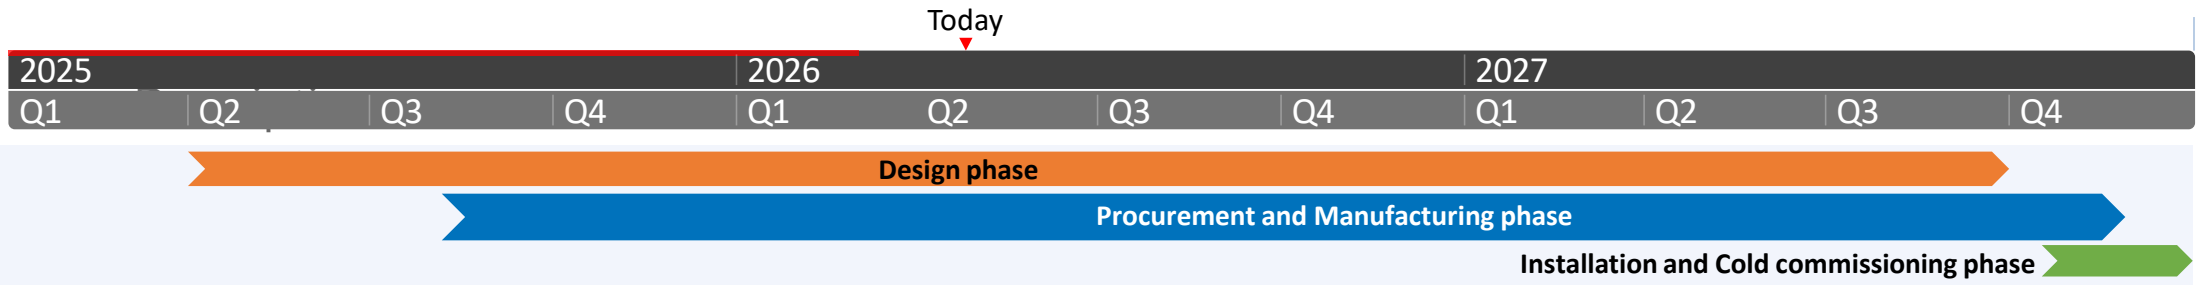 Today
2025 2026 2027
Q1 Q2 Q3 Q4 Q1 Q2 Q3 Q4 Q1 Q2 Q3 Q4
Design phase
Procurement and Manufacturing phase
Installation and Cold commissioning phase